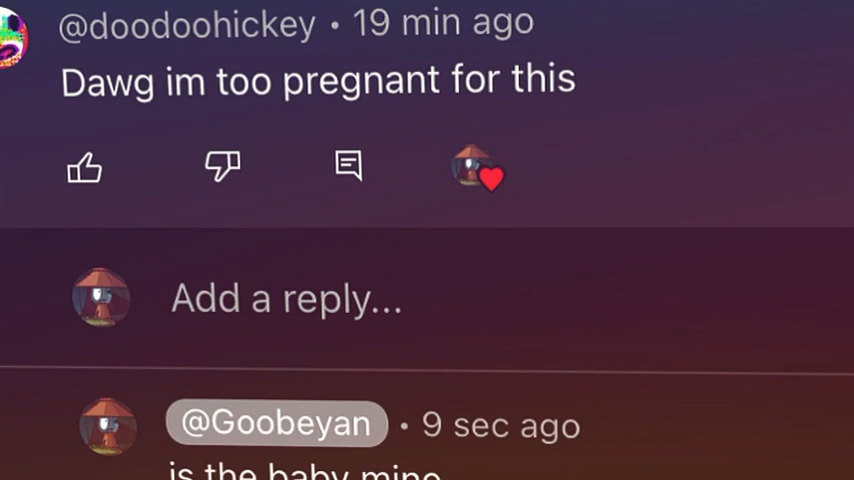 @doodoohickey • 19 min ago
Dawg im too pregnant for this
Add a reply...
@Goobeyan • 9 sec ago
is the baby mine